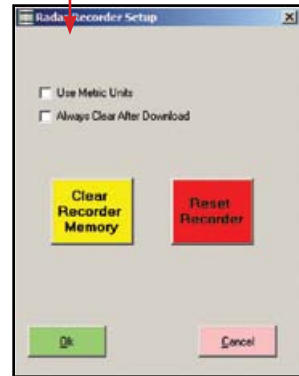 Radar Recorder Setup
Use Metric Units
Always Clear After Download
Clear
Recorder
Memory
Reset
Recorder
Ok
Cancel